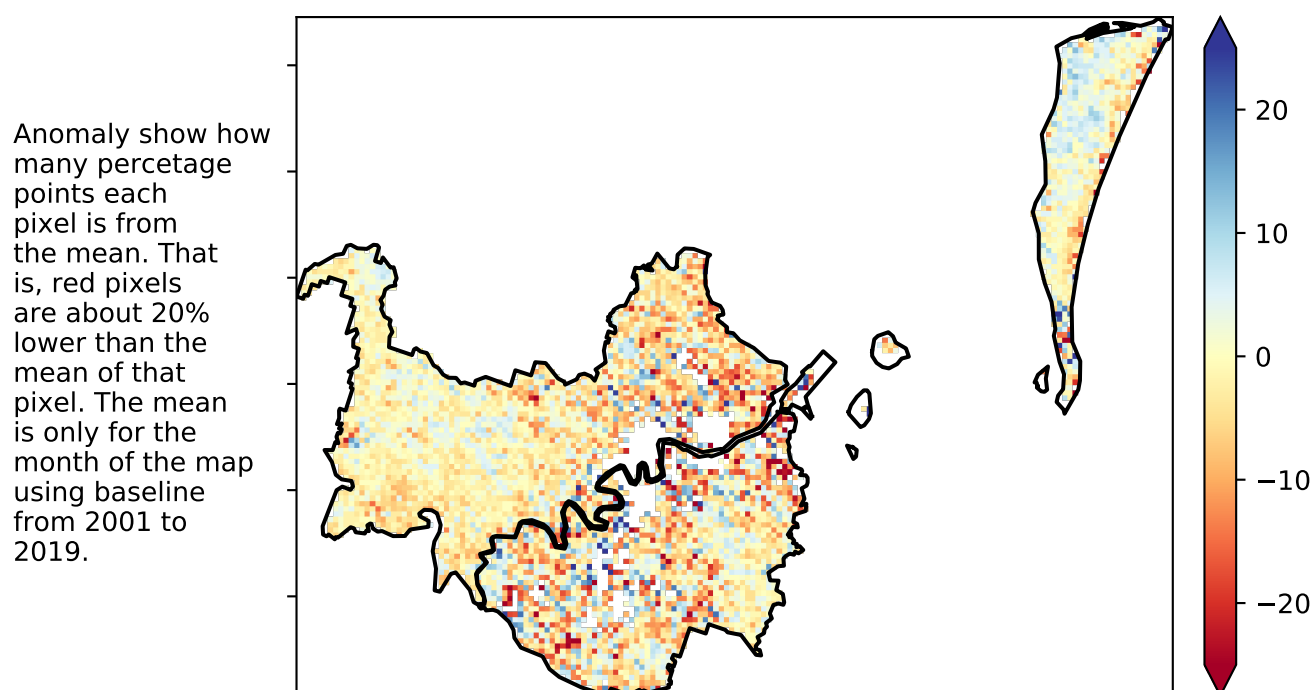 Anomaly show how
many percetage
points each
pixel is from
the mean. That
is, red pixels
are about 20%
lower than the
mean of that
pixel. The mean
is only for the
month of the map
using baseline
from 2001 to
2019.
20
10
0
−10
−20